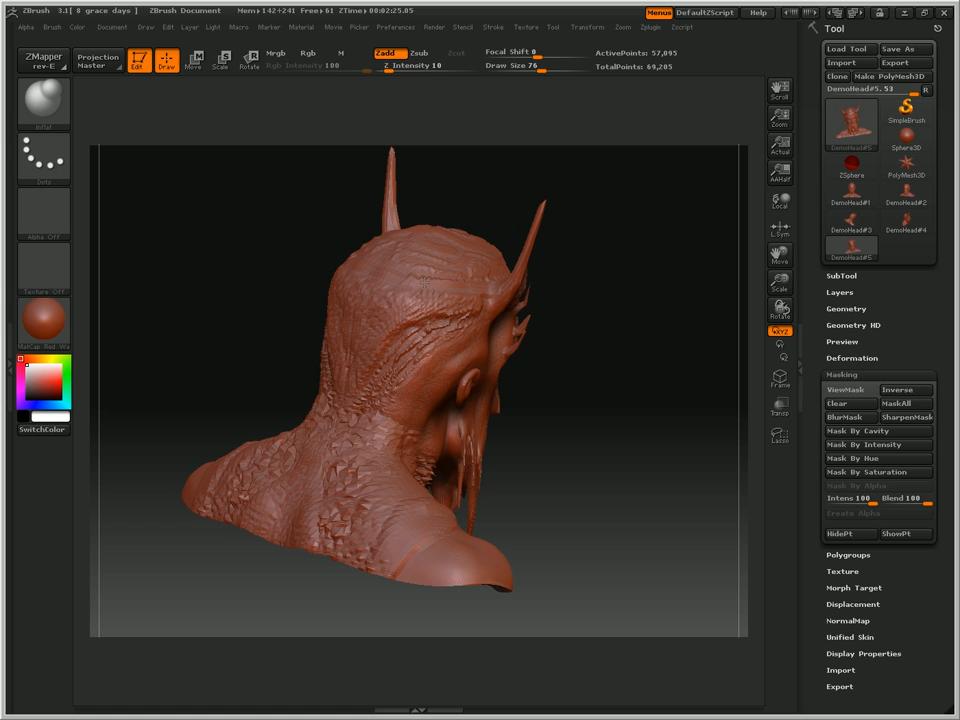 ZBrush 3.1[ 8 grace days ] ZBrush Document Mem▸142+241 Free▸61 ZTime▸00:02:25.05 Menus DefaultZScript Help
Alpha Brush Color Document Draw Edit Layer Light Macro Marker Material Movie Picker Preferences Render Stencil Stroke Texture Tool Transform Zoom Zplugin Zscript
Tool
ZMapper
rev-E
Projection
Master
Edit
Draw
Move
Scale
Rotate
Mrgb Rgb M
Rgb Intensity 100
Zadd Zsub Zcut
Z Intensity 10
Focal Shift 0
Draw Size 76
ActivePoints: 57,095
TotalPoints: 69,205
Inflat
Dots
Alpha Off
Texture Off
MatCap Red Wa
SwitchColor
Scroll
Zoom
Actual
AAHalf
Local
L.Sym
Move
Scale
Rotate
XYZ
Frame
Transp
Lasso
Load Tool Save As
Import Export
Clone Make PolyMesh3D
DemoHead#5. 53 R
DemoHead#5 SimpleBrush
Sphere3D
ZSphere PolyMesh3D
DemoHead#1 DemoHead#2
DemoHead#3 DemoHead#4
DemoHead#5
SubTool
Layers
Geometry
Geometry HD
Preview
Deformation
Masking
ViewMask Inverse
Clear MaskAll
BlurMask SharpenMask
Mask By Cavity
Mask By Intensity
Mask By Hue
Mask By Saturation
Mask By Alpha
Intens 100 Blend 100
Create Alpha
HidePt ShowPt
Polygroups
Texture
Morph Target
Displacement
NormalMap
Unified Skin
Display Properties
Import
Export